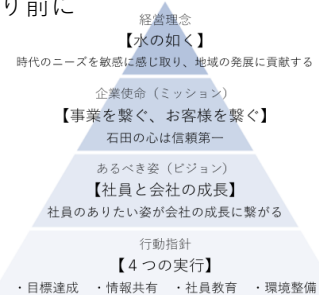 り前に
経営理念
【水の如く】
時代のニーズを敏感に感じ取り、地域の発展に貢献する
企業使命（ミッション）
【事業を繋ぐ、お客様を繋ぐ】
石田の心は信頼第一
あるべき姿（ビジョン）
【社員と会社の成長】
社員のありたい姿が会社の成長に繋がる
行動指針
【４つの実行】
・目標達成　・情報共有　・社員教育　・環境整備